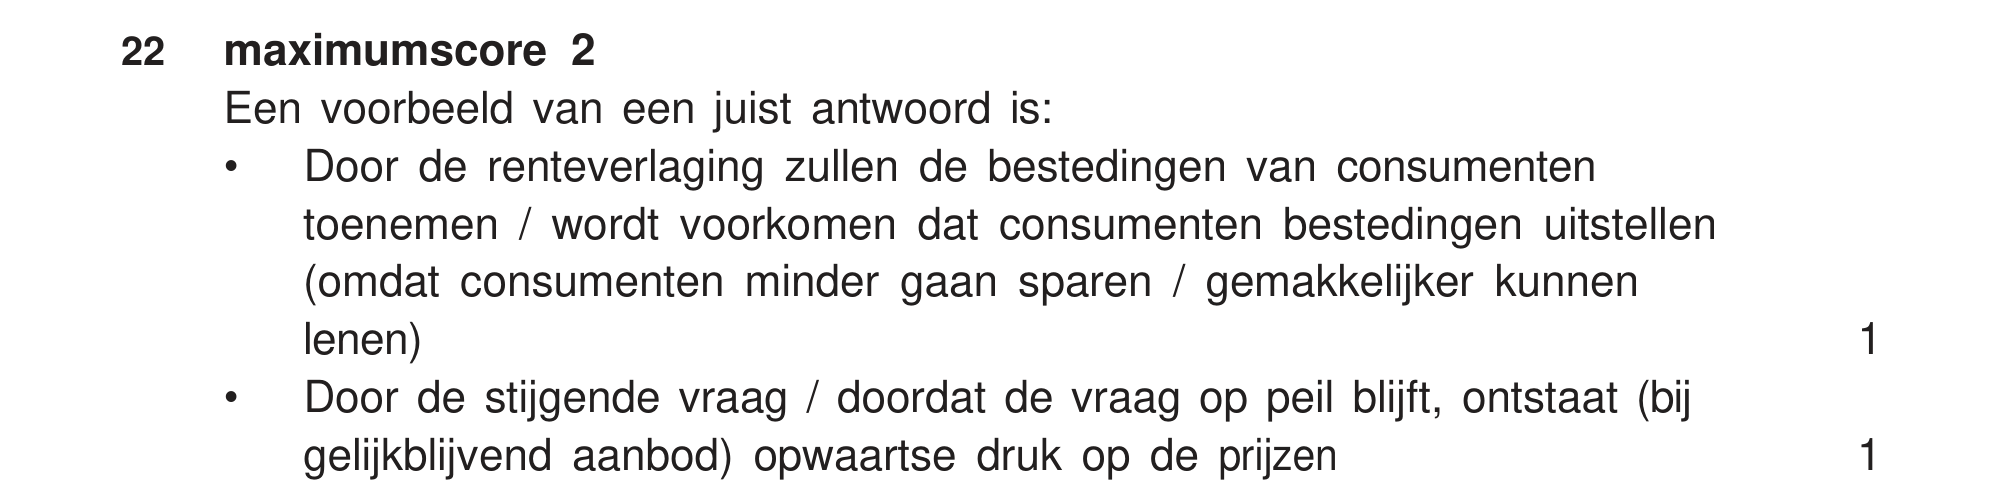 22 maximumscore 2
Een voorbeeld van een juist antwoord is:
• Door de renteverlaging zullen de bestedingen van consumenten
toenemen / wordt voorkomen dat consumenten bestedingen uitstellen
(omdat consumenten minder gaan sparen / gemakkelijker kunnen
lenen) 1
• Door de stijgende vraag / doordat de vraag op peil blijft, ontstaat (bij
gelijkblijvend aanbod) opwaartse druk op de prijzen 1